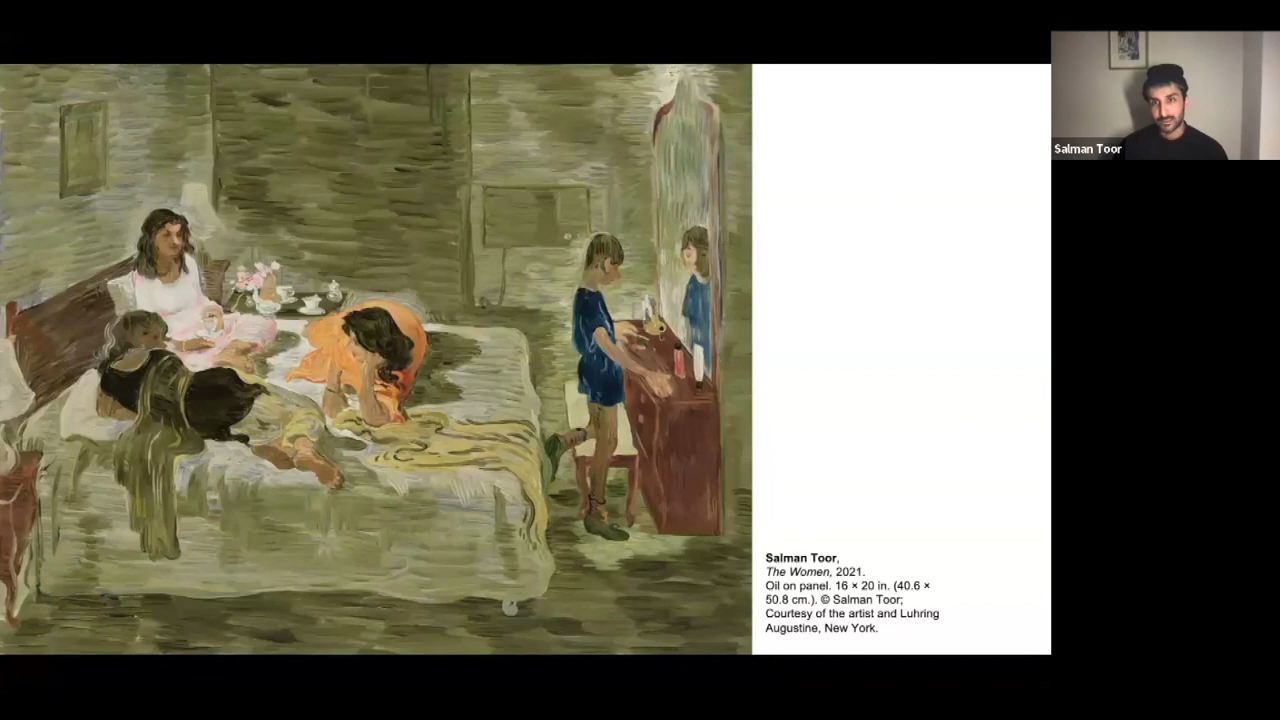 Salman Toor
Salman Toor,
The Women, 2021.
Oil on panel. 16 × 20 in. (40.6 ×
50.8 cm.). © Salman Toor;
Courtesy of the artist and Luhring
Augustine, New York.